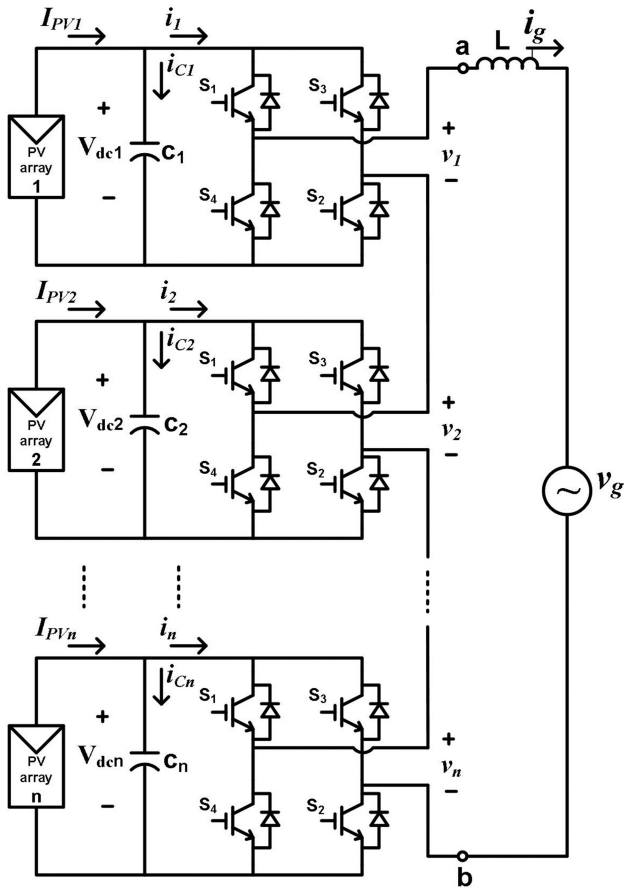 I_PV1 i_1 i_C1 S_1 S_3 a L i_g
PV array 1 + V_dc1 − C_1 S_4 S_2 + v_1 −
I_PV2 i_2 i_C2 S_1 S_3
PV array 2 + V_dc2 − C_2 S_4 S_2 + v_2 −
~ v_g
I_PVn i_n i_Cn S_1 S_3
PV array n + V_dcn − C_n S_4 S_2 + v_n −
b